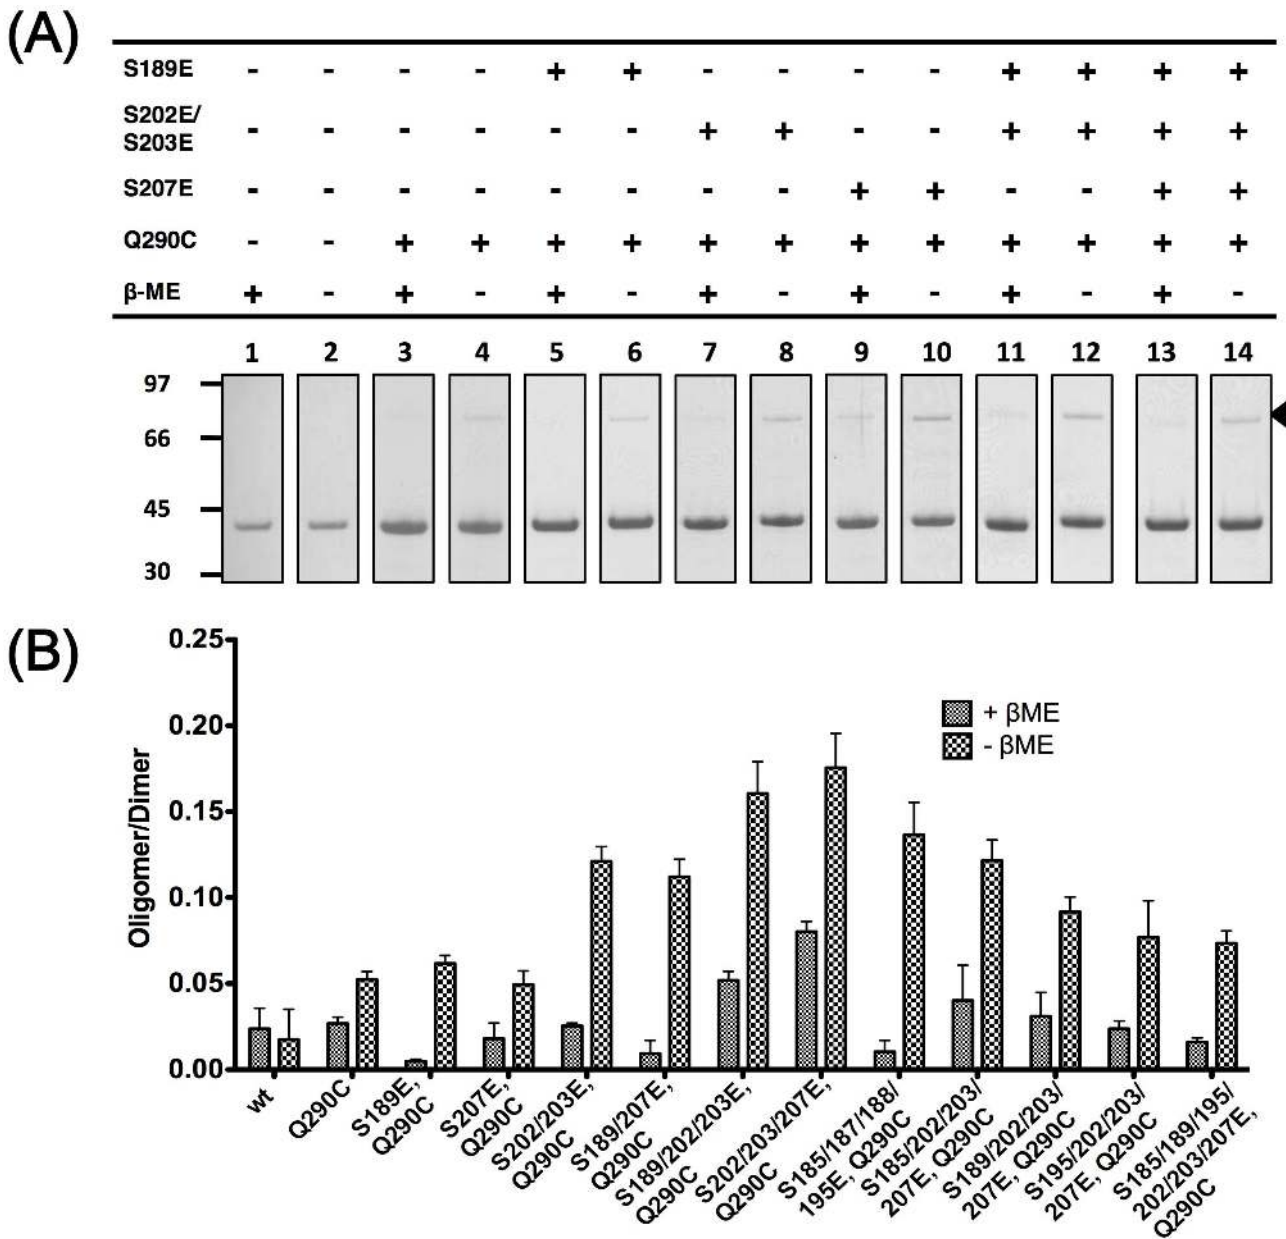 (A)
S189E - - - - + + - - - - + + + +
S202E/
S203E - - - - - - + + - - + + + +
S207E - - - - - - - - + + - - + +
Q290C - - + + + + + + + + + + + +
β-ME + - + - + - + - + - + - + -
1 2 3 4 5 6 7 8 9 10 11 12 13 14
97
66
45
30
(B)
0.25
0.20
0.15
0.10
0.05
0.00
Oligomer/Dimer
+ βME
- βME
wt
Q290C
S189E,
Q290C
S207E,
Q290C
S202/203E,
Q290C
S189/207E,
Q290C
S189/202/203E,
Q290C
S202/203/207E,
Q290C
S185/187/188/
195E, Q290C
S185/202/203/
207E, Q290C
S189/202/203/
207E, Q290C
S195/202/203/
207E, Q290C
S185/189/195/
202/203/207E,
Q290C